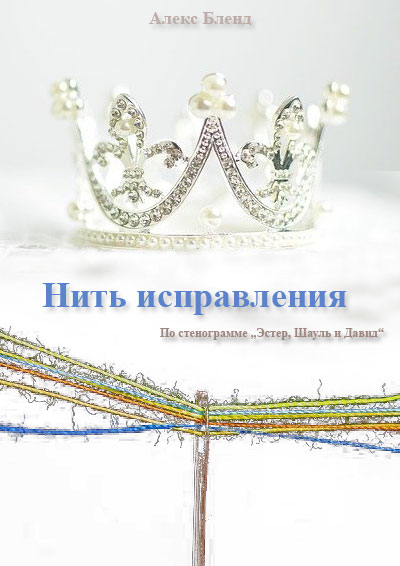 Алекс Бленд
Нить исправления
По стенограмме „Эстер, Шауль и Давид“